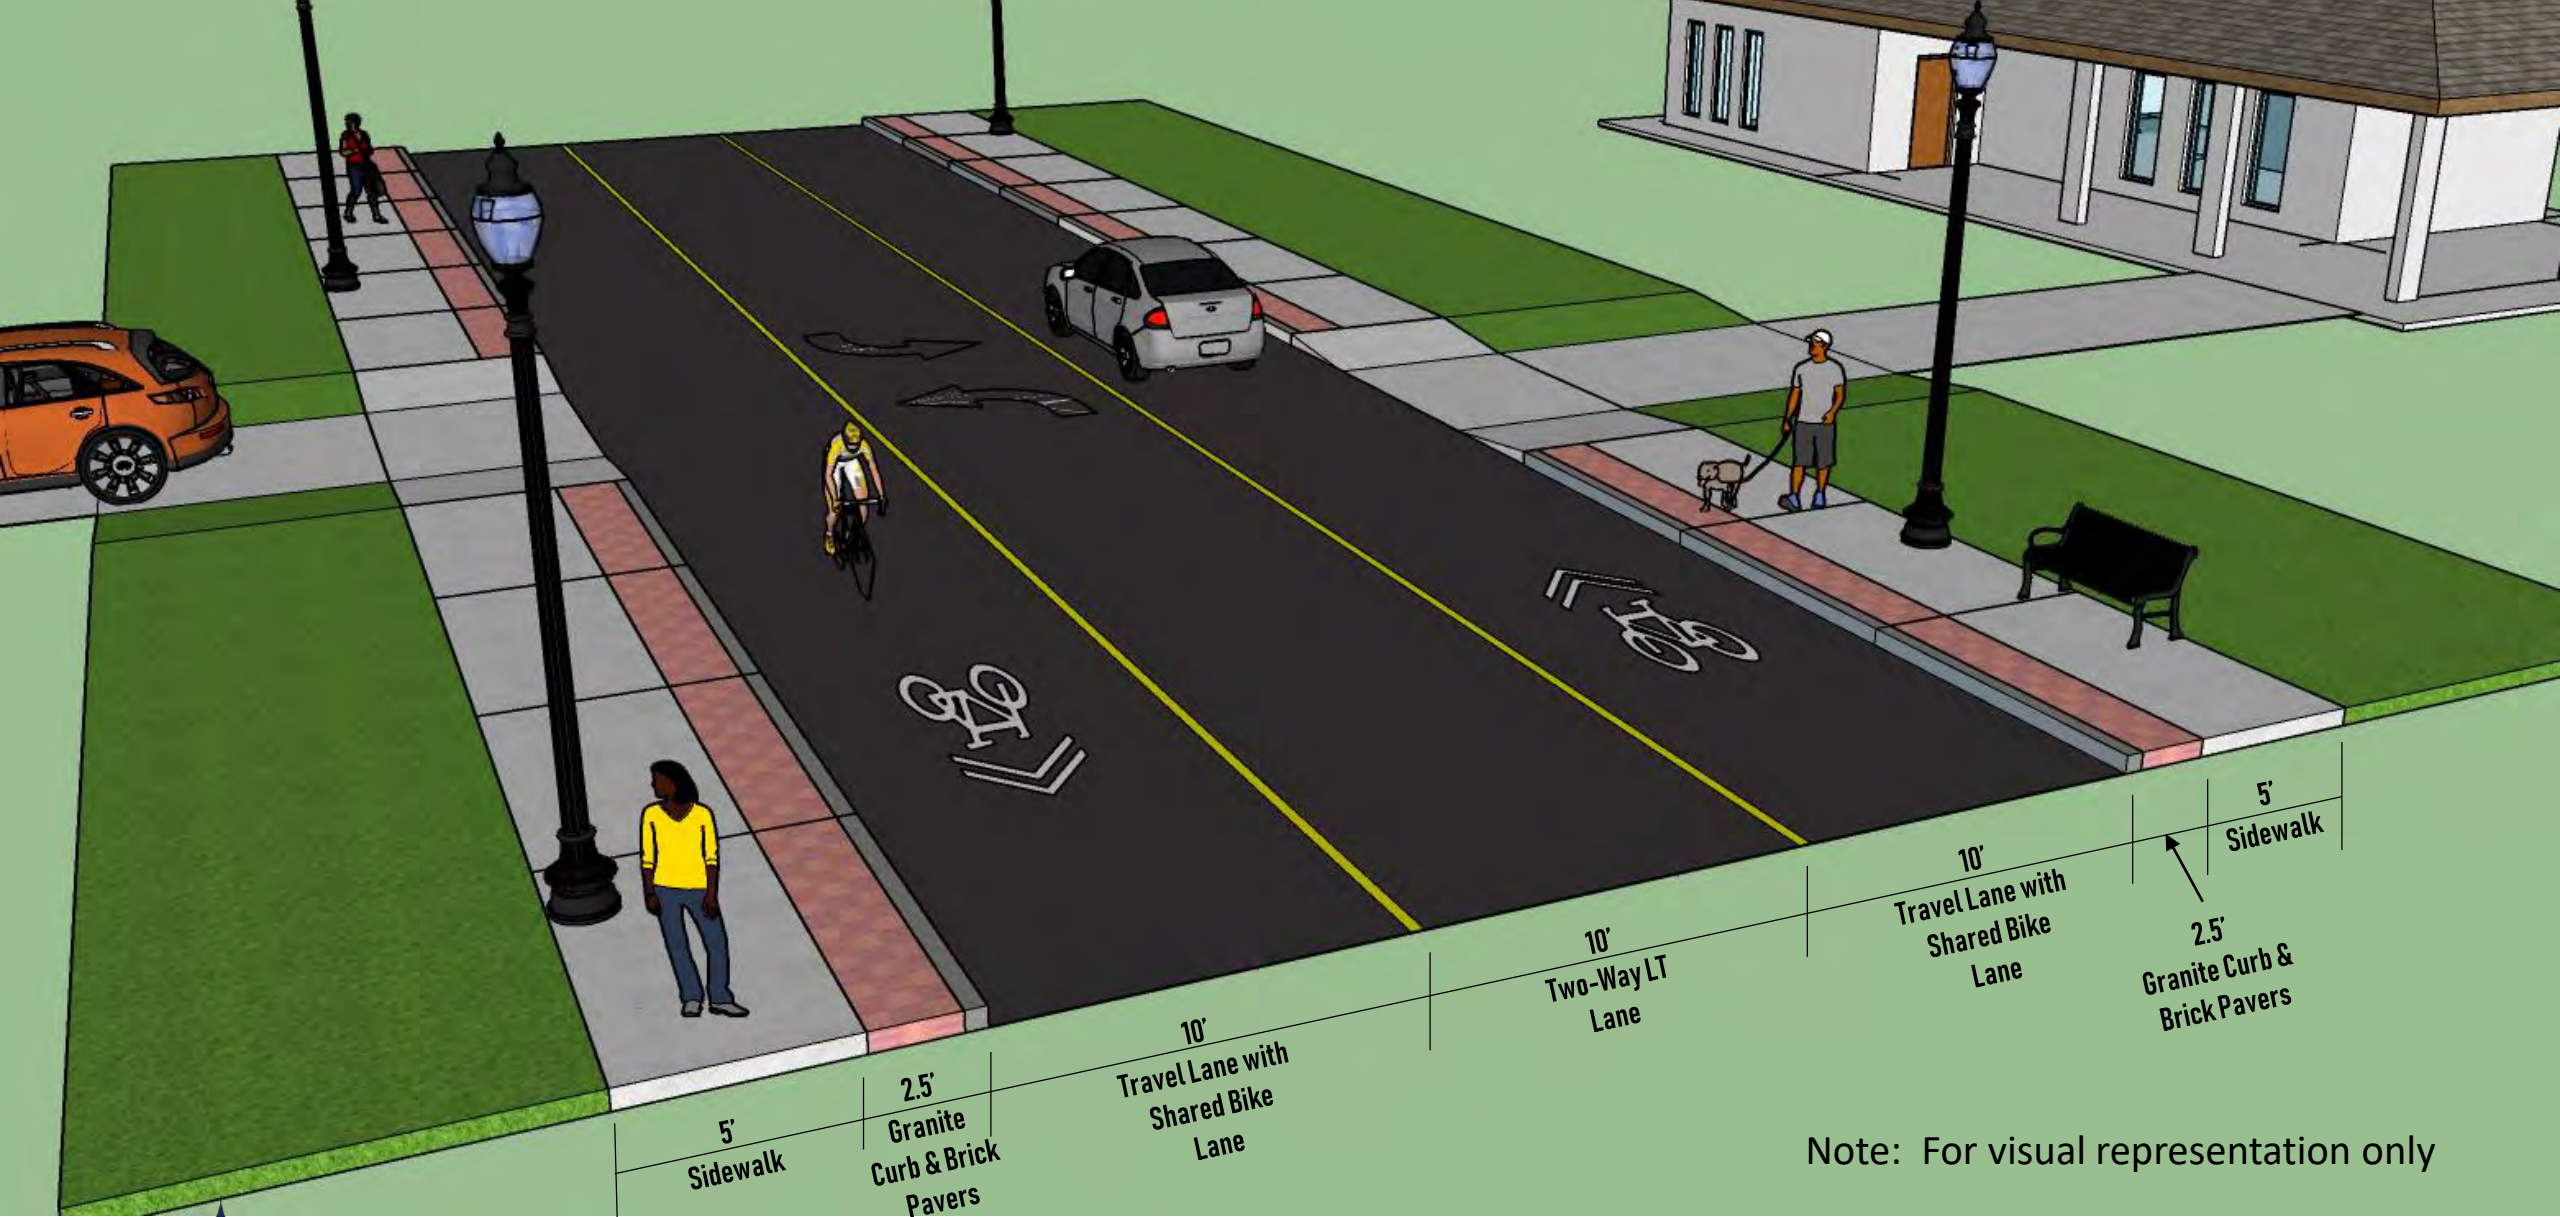 5'
Sidewalk
2.5'
Granite
Curb & Brick
Pavers
10'
Travel Lane with
Shared Bike
Lane
10'
Two-Way LT
Lane
10'
Travel Lane with
Shared Bike
Lane
2.5'
Granite Curb &
Brick Pavers
5'
Sidewalk
Note: For visual representation only